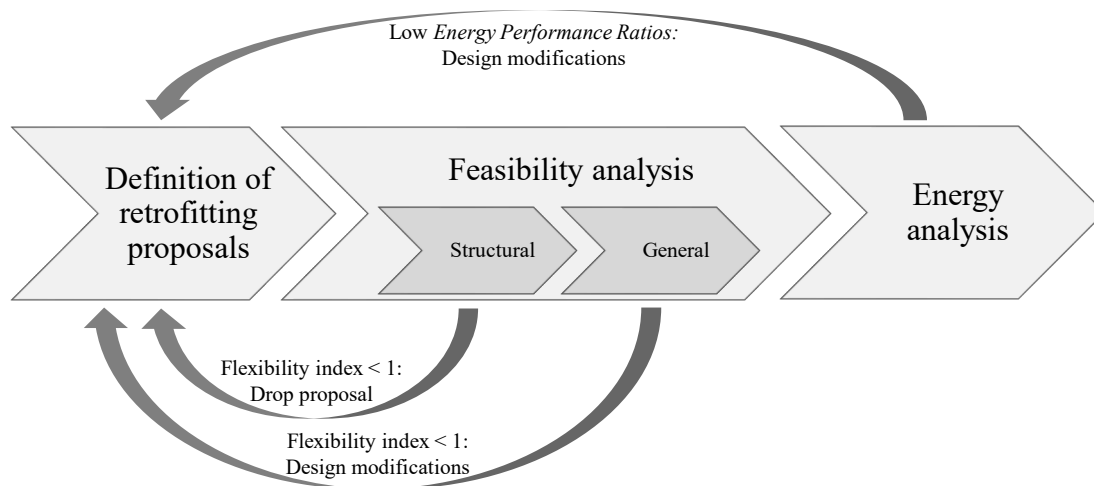 Low Energy Performance Ratios:
Design modifications
Definition of
retrofitting
proposals
Feasibility analysis
Structural
General
Energy
analysis
Flexibility index < 1:
Drop proposal
Flexibility index < 1:
Design modifications